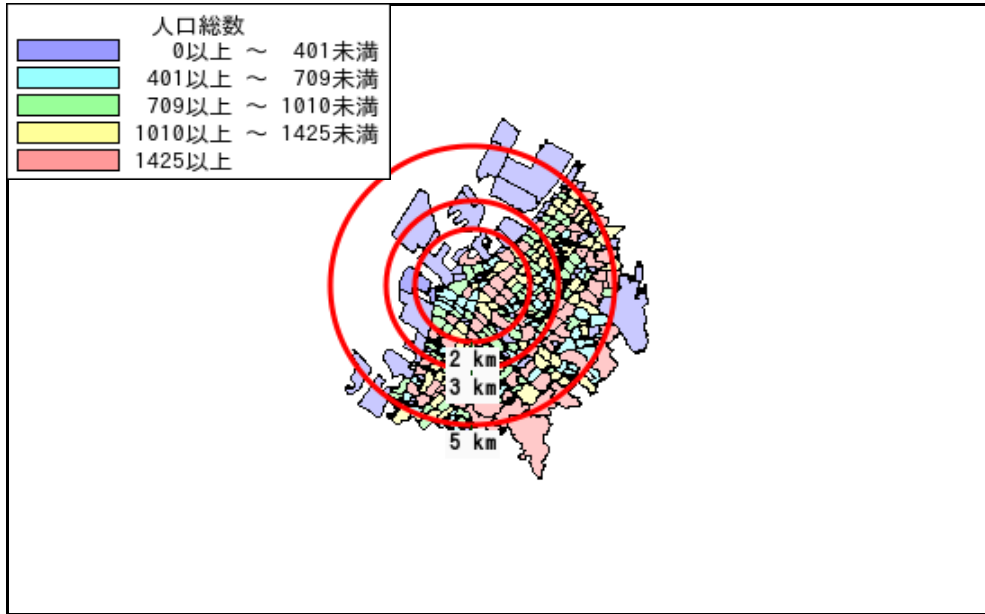 人口総数
0以上 ～ 401未満
401以上 ～ 709未満
709以上 ～ 1010未満
1010以上 ～ 1425未満
1425以上
2 km
3 km
5 km